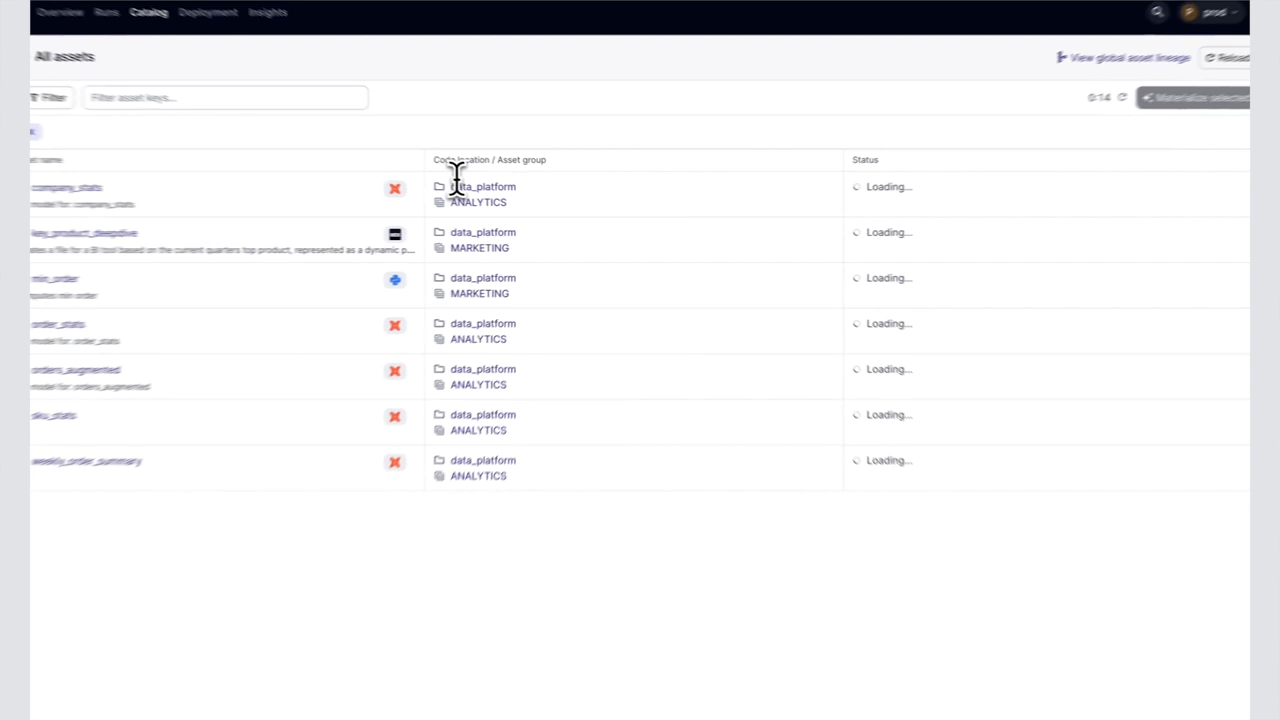 Overview Runs Catalog Deployment Insights
P prod
All assets
View global asset lineage
Reload
Filter
Filter asset keys...
0:14
Materialize selected
Code location / Asset group
Status
company_stats
data_platform
Loading...
model for: company_stats
ANALYTICS
key_product_deepdive
data_platform
Loading...
ates a file for a BI tool based on the current quarters top product, represented as a dynamic p...
MARKETING
min_order
data_platform
Loading...
mputes min order
MARKETING
order_stats
data_platform
Loading...
model for: order_stats
ANALYTICS
orders_augmented
data_platform
Loading...
model for: orders_augmented
ANALYTICS
sku_stats
data_platform
Loading...
ANALYTICS
weekly_order_summary
data_platform
Loading...
ANALYTICS